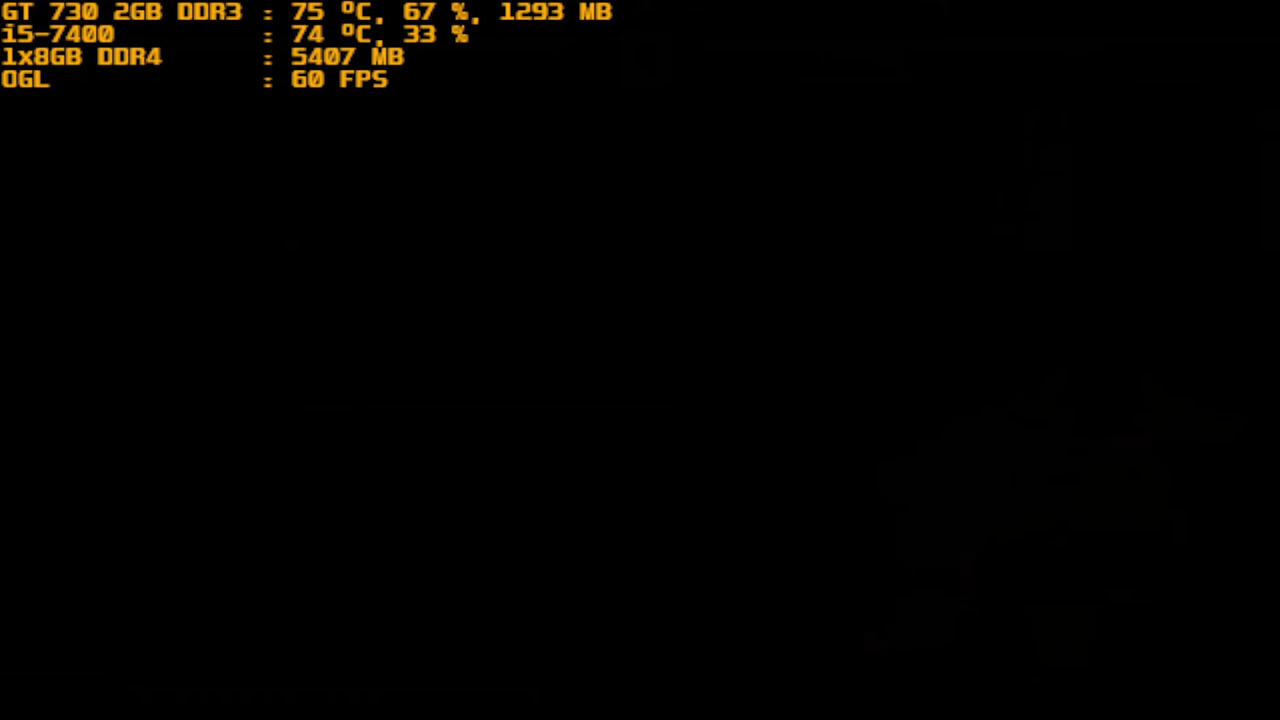 GT 730 2GB DDR3 : 75 ºC, 67 %, 1293 MB
i5-7400 : 74 ºC, 33 %
1x8GB DDR4 : 5407 MB
OGL : 60 FPS